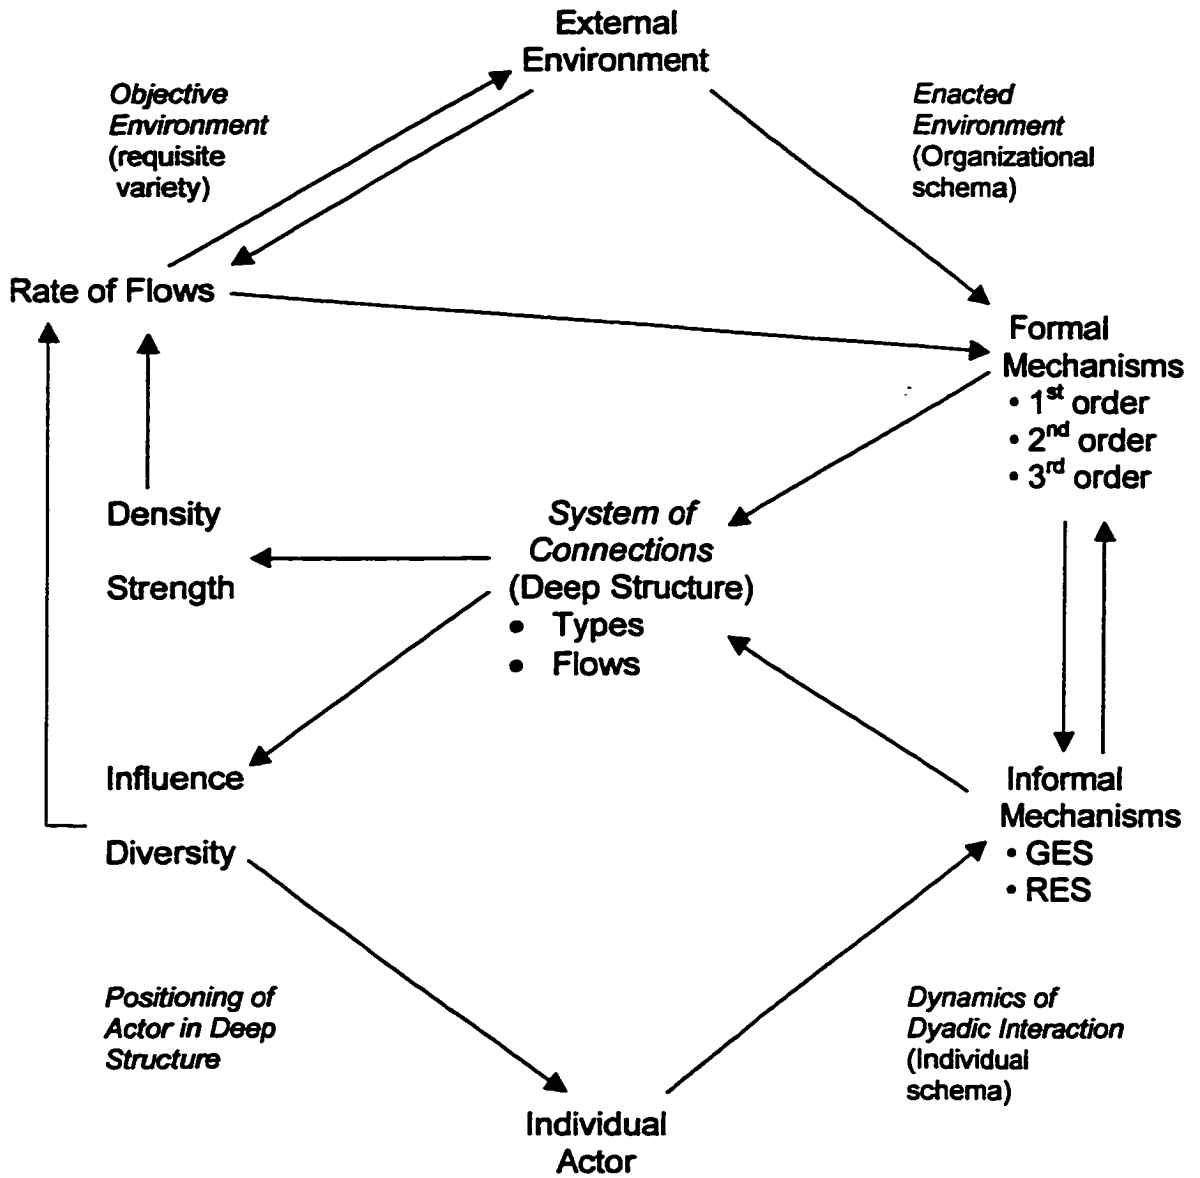 External
Environment
Objective
Environment
(requisite
variety)
Enacted
Environment
(Organizational
schema)
Rate of Flows
Formal
Mechanisms
• 1st order
• 2nd order
• 3rd order
Density
Strength
System of
Connections
(Deep Structure)
• Types
• Flows
Influence
Diversity
Informal
Mechanisms
• GES
• RES
Positioning of
Actor in Deep
Structure
Dynamics of
Dyadic Interaction
(Individual
schema)
Individual
Actor